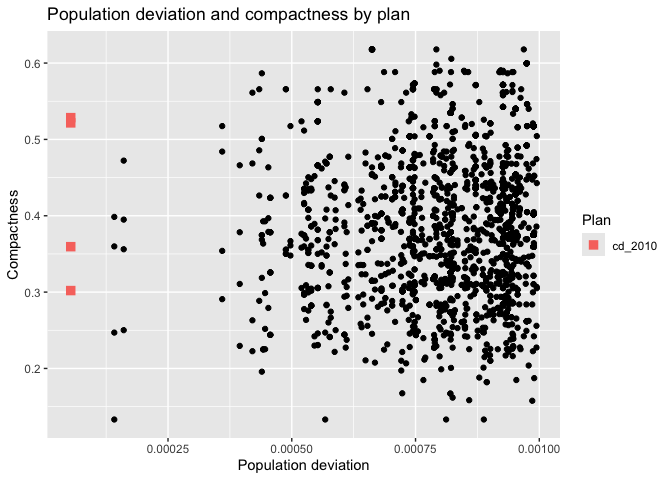 Population deviation and compactness by plan
0.6
0.5
0.4
0.3
0.2
Compactness
0.00025 0.00050 0.00075 0.00100
Population deviation
Plan
cd_2010